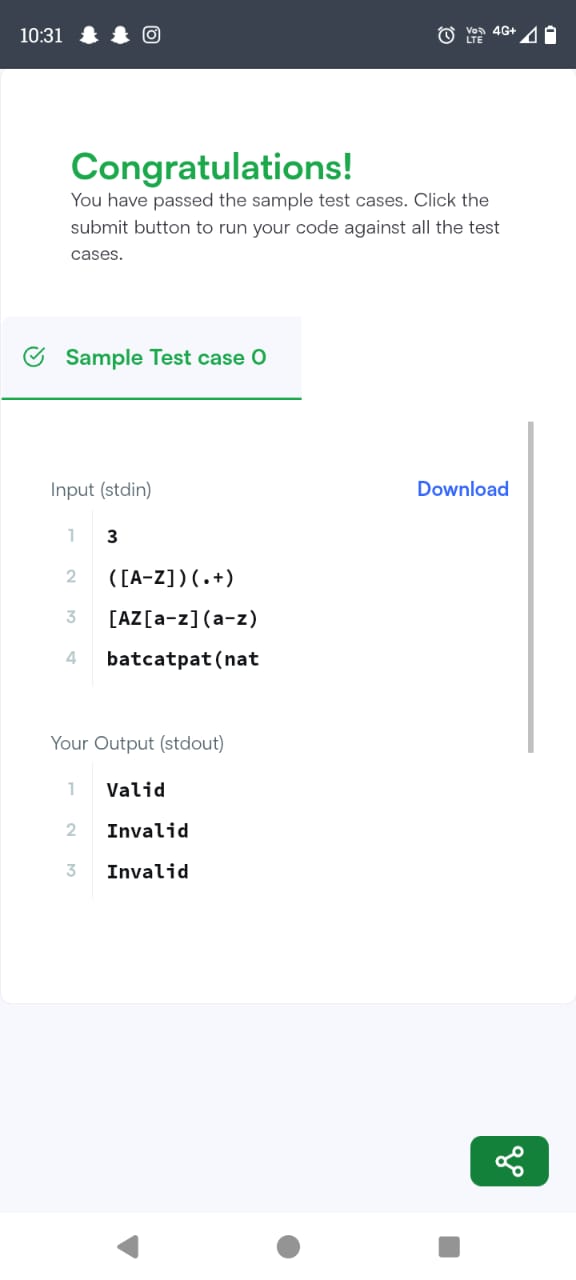 10:31
Vo)) LTE 4G+
Congratulations!
You have passed the sample test cases. Click the
submit button to run your code against all the test
cases.
Sample Test case 0
Input (stdin)
Download
1 3
2 ([A-Z])(.+)
3 [AZ[a-z](a-z)
4 batcatpat(nat
Your Output (stdout)
1 Valid
2 Invalid
3 Invalid